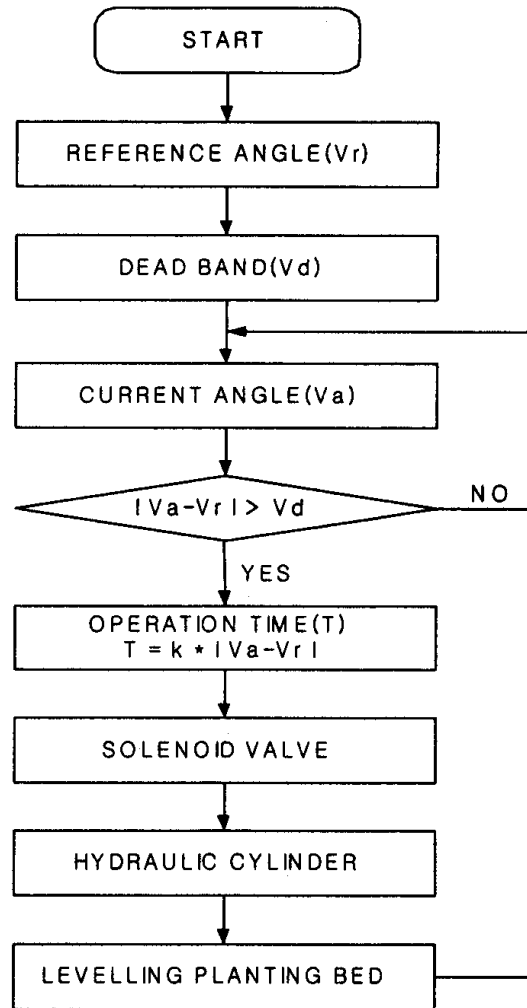 START
REFERENCE ANGLE(Vr)
DEAD BAND(Vd)
CURRENT ANGLE(Va)
|Va-Vr| > Vd
NO
YES
OPERATION TIME(T)
T = k * |Va-Vr|
SOLENOID VALVE
HYDRAULIC CYLINDER
LEVELLING PLANTING BED